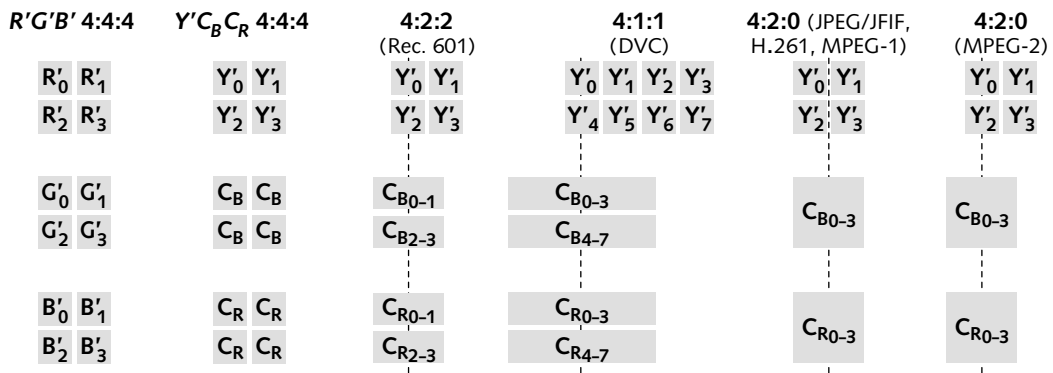 R′G′B′ 4:4:4 Y′CBCR 4:4:4 4:2:2 4:1:1 4:2:0 (JPEG/JFIF, 4:2:0
(Rec. 601) (DVC) H.261, MPEG-1) (MPEG-2)
R′0 R′1 Y′0 Y′1 Y′0 Y′1 Y′0 Y′1 Y′2 Y′3 Y′0 Y′1 Y′0 Y′1
R′2 R′3 Y′2 Y′3 Y′2 Y′3 Y′4 Y′5 Y′6 Y′7 Y′2 Y′3 Y′2 Y′3
G′0 G′1 CB CB CB0–1 CB0–3
CB0–3 CB0–3
G′2 G′3 CB CB CB2–3 CB4–7
B′0 B′1 CR CR CR0–1 CR0–3
CR0–3 CR0–3
B′2 B′3 CR CR CR2–3 CR4–7